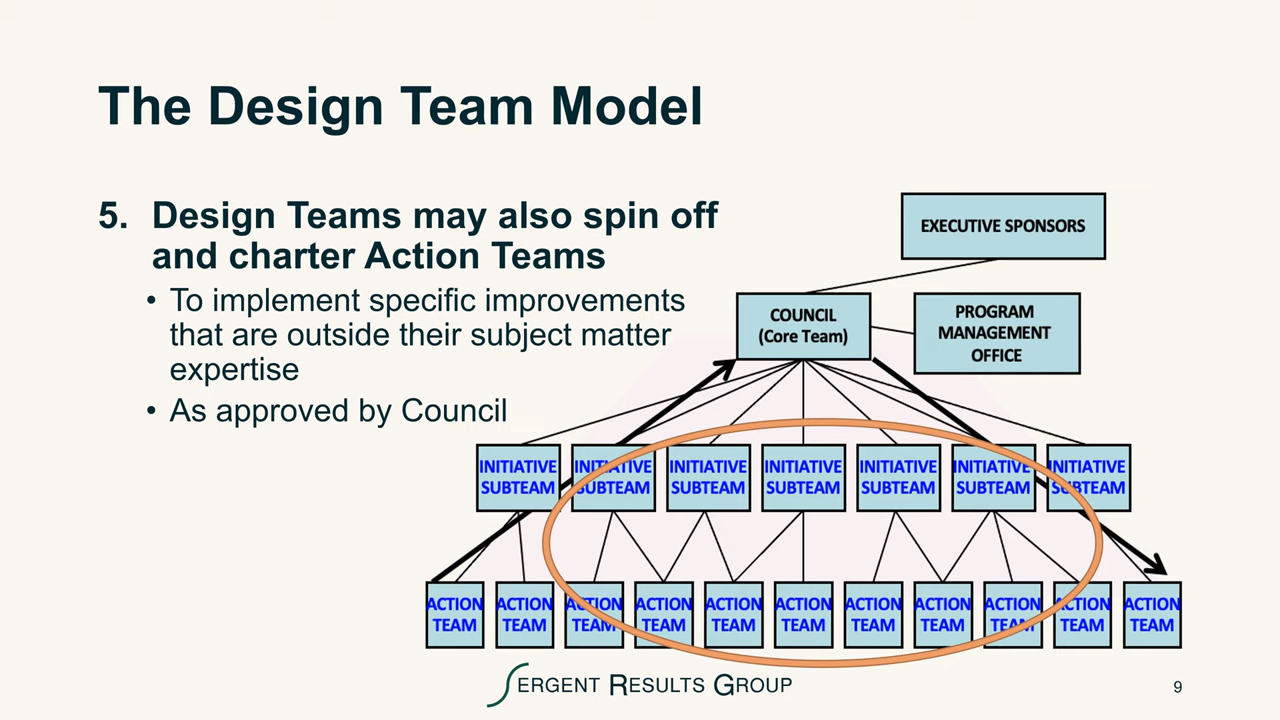 The Design Team Model
5. Design Teams may also spin off
and charter Action Teams
• To implement specific improvements
that are outside their subject matter
expertise
• As approved by Council
EXECUTIVE SPONSORS
COUNCIL
(Core Team)
PROGRAM
MANAGEMENT
OFFICE
INITIATIVE
SUBTEAM
INITIATIVE
SUBTEAM
INITIATIVE
SUBTEAM
INITIATIVE
SUBTEAM
INITIATIVE
SUBTEAM
INITIATIVE
SUBTEAM
INITIATIVE
SUBTEAM
ACTION
TEAM
ACTION
TEAM
ACTION
TEAM
ACTION
TEAM
ACTION
TEAM
ACTION
TEAM
ACTION
TEAM
ACTION
TEAM
ACTION
TEAM
ACTION
TEAM
ACTION
TEAM
SERGENT RESULTS GROUP
9